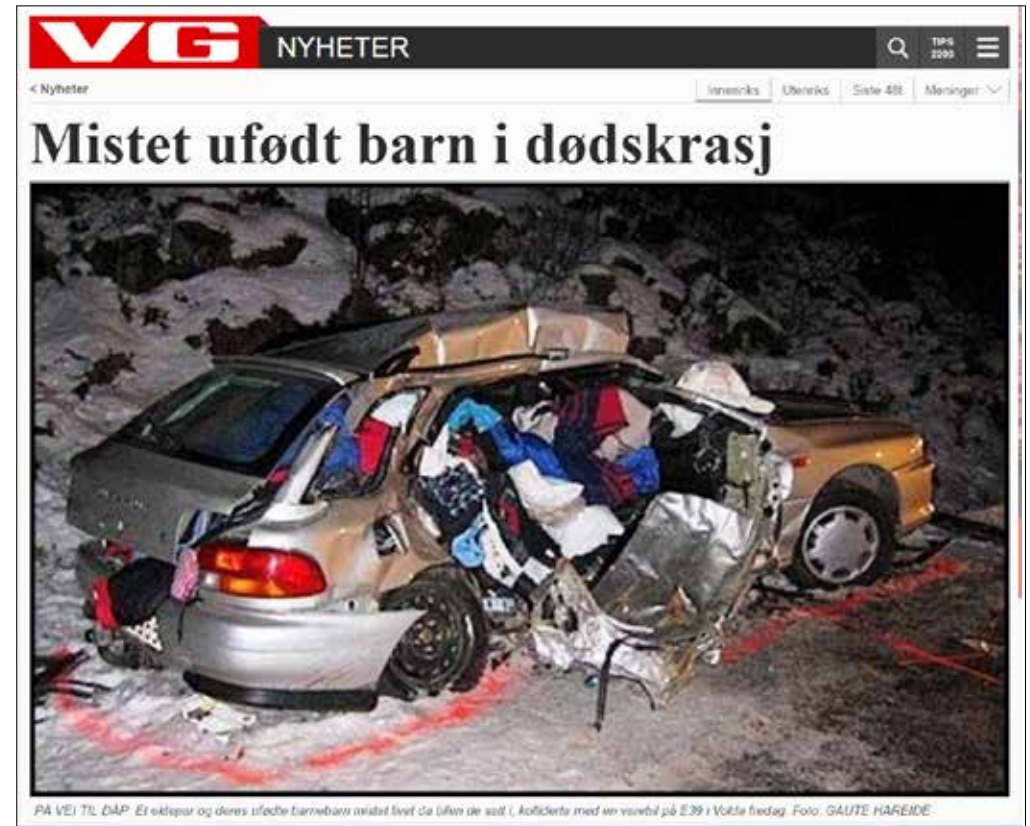 VG NYHETER TIPS
2200
< Nyheter Innenriks Utenriks Siste 48t Meninger
Mistet ufødt barn i dødskrasj
PÅ VEI TIL DÅP: Et ektepar og deres ufødte barnebarn mistet livet da bilen de satt i, kolliderte med en varebil på E39 i Volda fredag. Foto: GAUTE HAREIDE